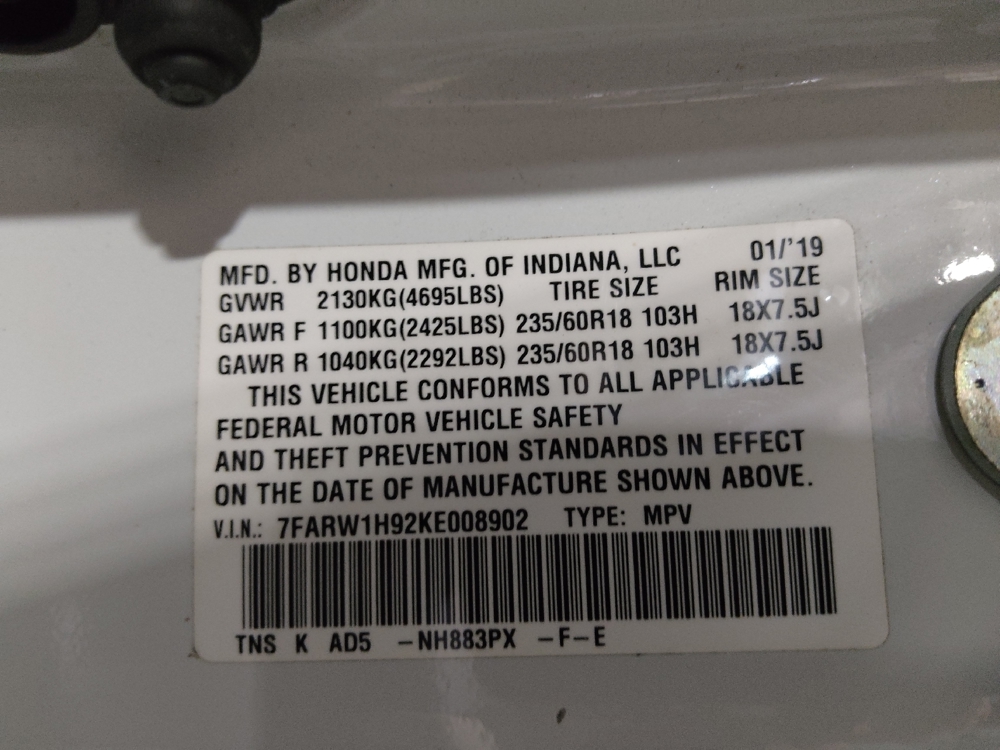 MFD. BY HONDA MFG. OF INDIANA, LLC 01/'19
GVWR 2130KG(4695LBS) TIRE SIZE RIM SIZE
GAWR F 1100KG(2425LBS) 235/60R18 103H 18X7.5J
GAWR R 1040KG(2292LBS) 235/60R18 103H 18X7.5J
THIS VEHICLE CONFORMS TO ALL APPLICABLE
FEDERAL MOTOR VEHICLE SAFETY
AND THEFT PREVENTION STANDARDS IN EFFECT
ON THE DATE OF MANUFACTURE SHOWN ABOVE.
V.I.N.: 7FARW1H92KE008902 TYPE: MPV
TNS K AD5 -NH883PX -F-E